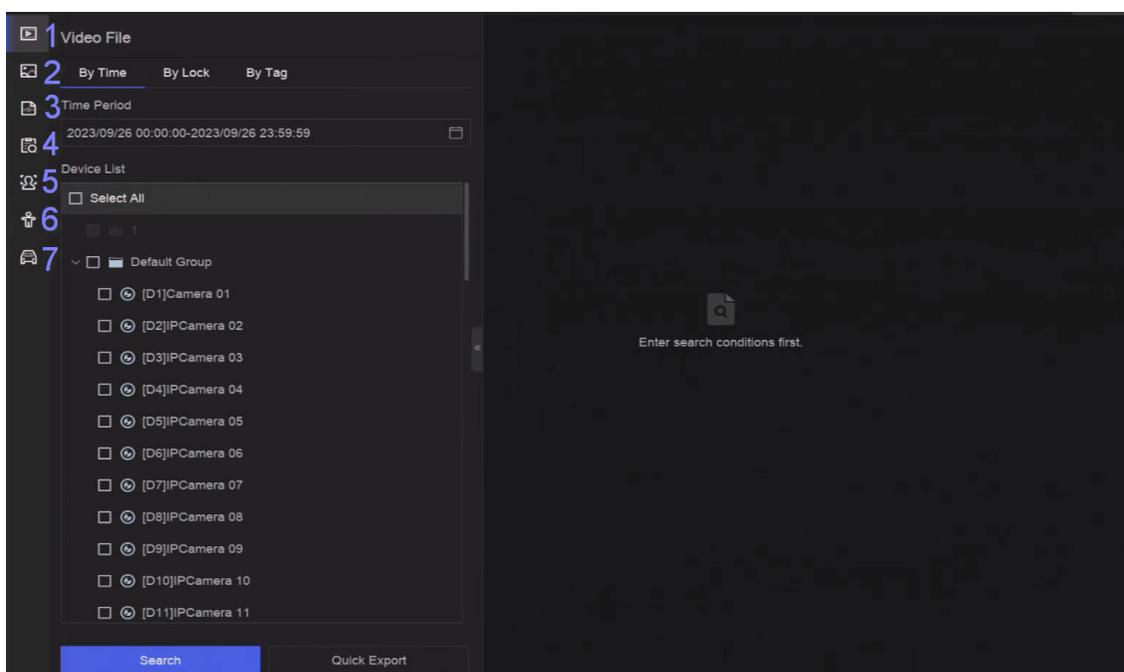 1 Video File
2 By Time By Lock By Tag
3 Time Period
2023/09/26 00:00:00-2023/09/26 23:59:59
4
Device List
5
Select All
6
1
7 Default Group
[D1]Camera 01
[D2]IPCamera 02
[D3]IPCamera 03
Enter search conditions first.
[D4]IPCamera 04
[D5]IPCamera 05
[D6]IPCamera 06
[D7]IPCamera 07
[D8]IPCamera 08
[D9]IPCamera 09
[D10]IPCamera 10
[D11]IPCamera 11
Search Quick Export